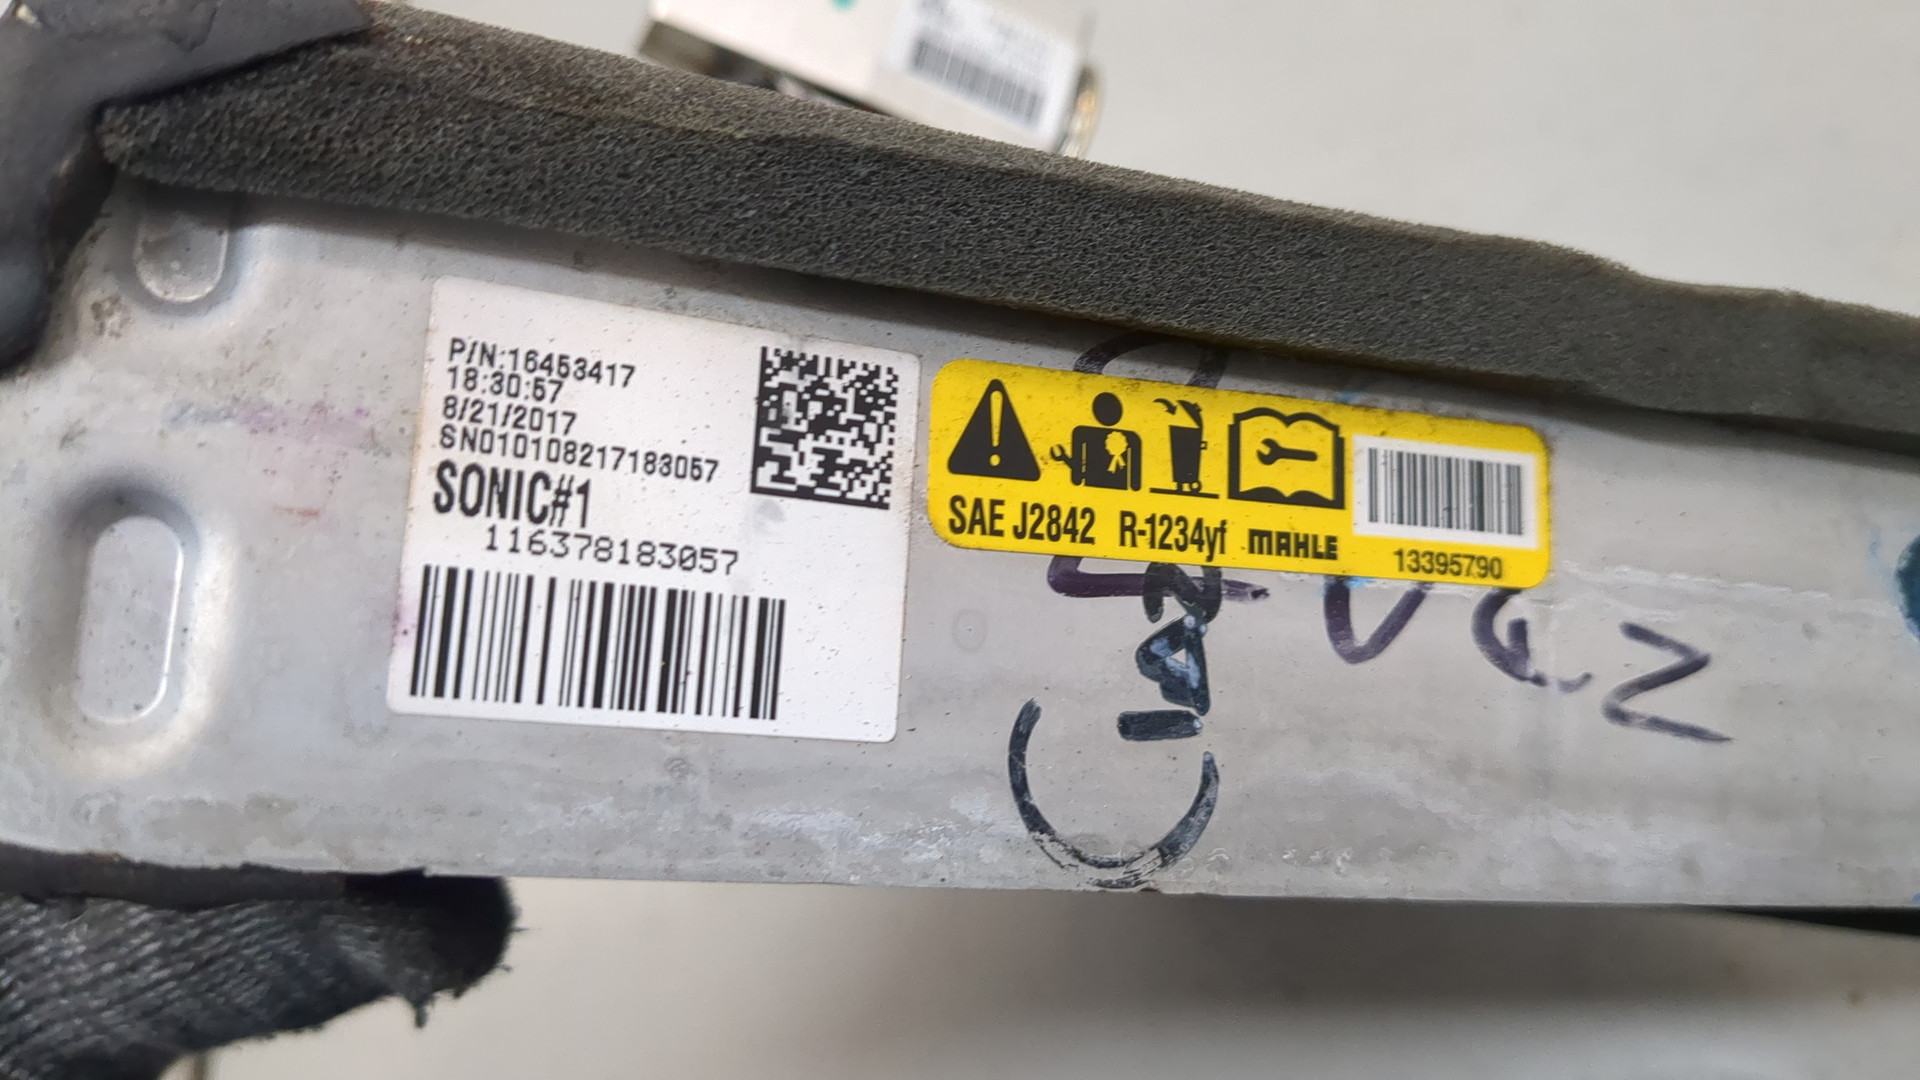 P/N:16453417
18:30:57
8/21/2017
SN010108217183057
SONIC#1
116378183057
SAE J2842 R-1234yf MAHLE
13395790